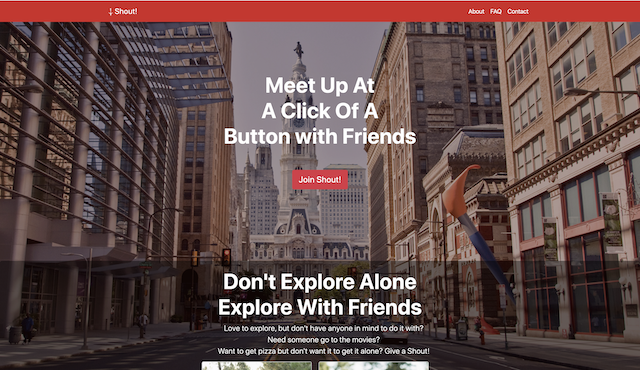 ↓ Shout!
About FAQ Contact
Meet Up At
A Click Of A
Button with Friends
Join Shout!
Don't Explore Alone
Explore With Friends
Love to explore, but don't have anyone in mind to do it with?
Need someone go to the movies?
Want to get pizza but don't want to get it alone? Give a Shout!